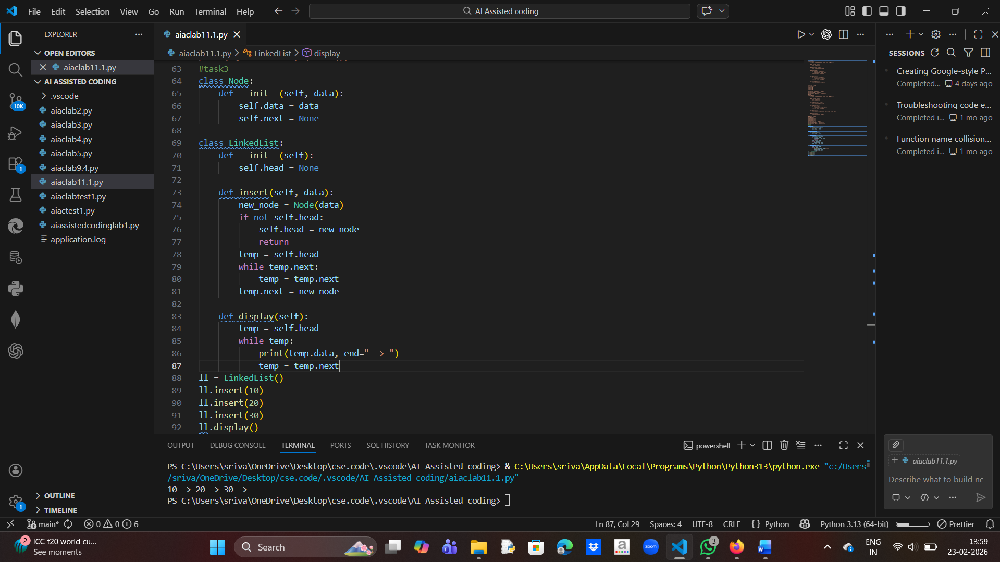 File Edit Selection View Go Run Terminal Help
AI Assisted coding
EXPLORER
OPEN EDITORS
aiaclab11.1.py
AI ASSISTED CODING
.vscode
aiaclab2.py
aiaclab3.py
aiaclab4.py
aiaclab5.py
aiaclab9.4.py
aiaclab11.1.py
aiaclabtest1.py
aiactest1.py
aiassistedcodinglab1.py
application.log
OUTLINE
TIMELINE
10K
1
1
aiaclab11.1.py
aiaclab11.1.py > LinkedList > display
63 #task3
64 class Node:
65     def __init__(self, data):
66         self.data = data
67         self.next = None
68
69 class LinkedList:
70     def __init__(self):
71         self.head = None
72
73     def insert(self, data):
74         new_node = Node(data)
75         if not self.head:
76             self.head = new_node
77             return
78         temp = self.head
79         while temp.next:
80             temp = temp.next
81         temp.next = new_node
82
83     def display(self):
84         temp = self.head
85         while temp:
86             print(temp.data, end=" -> ")
87             temp = temp.next
88 ll = LinkedList()
89 ll.insert(10)
90 ll.insert(20)
91 ll.insert(30)
92 ll.display()
OUTPUT DEBUG CONSOLE TERMINAL PORTS SQL HISTORY TASK MONITOR
powershell
PS C:\Users\sriva\OneDrive\Desktop\cse.code\.vscode\AI Assisted coding> & C:\Users\sriva\AppData\Local\Programs\Python\Python313\python.exe "c:/Users
/sriva/OneDrive/Desktop/cse.code/.vscode/AI Assisted coding/aiaclab11.1.py"
10 -> 20 -> 30 ->
PS C:\Users\sriva\OneDrive\Desktop\cse.code\.vscode\AI Assisted coding>
SESSIONS
Creating Google-style P...
Completed... 4 days ago
Troubleshooting code e...
Completed i... 1 mo ago
Function name collision...
Completed i... 1 mo ago
aiaclab11.1.py
Describe what to build ne
main* 0 0 6
Ln 87, Col 29 Spaces: 4 UTF-8 CRLF { } Python Python 3.13 (64-bit) Prettier
2
ICC t20 world cu...
See moments
Search
zoom
3
ENG
IN
13:59
23-02-2026